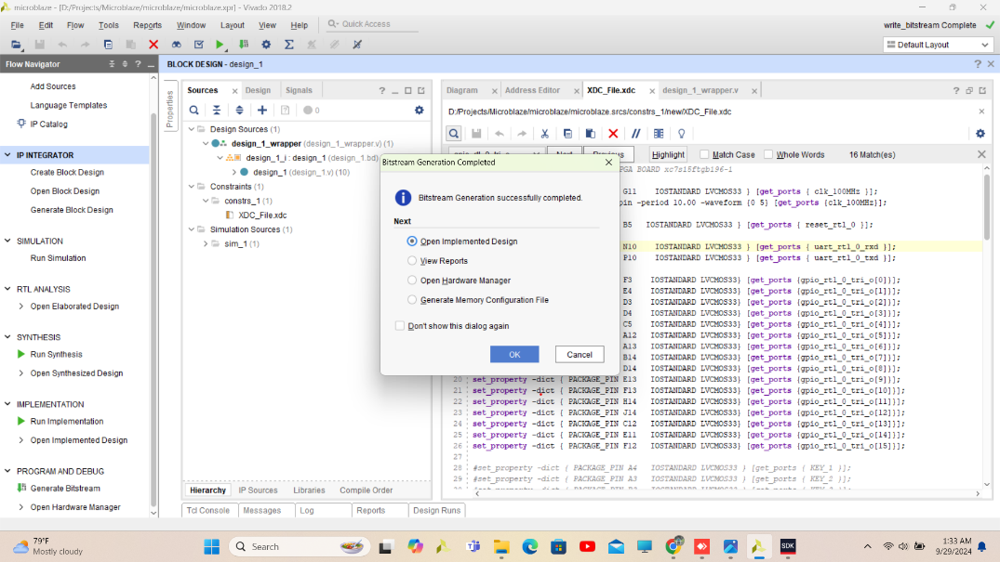 microblaze - [D:/Projects/Microblaze/microblaze/microblaze.xpr] - Vivado 2018.2
File Edit Flow Tools Reports Window Layout View Help Quick Access
write_bitstream Complete
Default Layout
Flow Navigator
Add Sources
Language Templates
IP Catalog
IP INTEGRATOR
Create Block Design
Open Block Design
Generate Block Design
SIMULATION
Run Simulation
RTL ANALYSIS
Open Elaborated Design
SYNTHESIS
Run Synthesis
Open Synthesized Design
IMPLEMENTATION
Run Implementation
Open Implemented Design
PROGRAM AND DEBUG
Generate Bitstream
Open Hardware Manager
BLOCK DESIGN - design_1
Properties
Sources Design Signals
0
Design Sources (1)
design_1_wrapper (design_1_wrapper.v) (1)
design_1_i : design_1 (design_1.bd)
design_1 (design_1.v) (10)
Constraints (1)
constrs_1 (1)
XDC_File.xdc
Simulation Sources (1)
sim_1 (1)
Hierarchy IP Sources Libraries Compile Order
Tcl Console Messages Log Reports Design Runs
Diagram Address Editor XDC_File.xdc design_1_wrapper.v
D:/Projects/Microblaze/microblaze/microblaze.srcs/constrs_1/new/XDC_File.xdc
Highlight Match Case Whole Words 16 Match(es)
PGA BOARD xc7s15ftgb196-1
G11 IOSTANDARD LVCMOS33 } [get_ports { clk_100MHz }];
pin -period 10.00 -waveform {0 5} [get_ports {clk_100MHz}];
B5 IOSTANDARD LVCMOS33 } [get_ports { reset_rtl_0 }];
N10 IOSTANDARD LVCMOS33 } [get_ports { uart_rtl_0_rxd }];
P10 IOSTANDARD LVCMOS33 } [get_ports { uart_rtl_0_txd }];
F3 IOSTANDARD LVCMOS33} [get_ports {gpio_rtl_0_tri_o[0]}];
E4 IOSTANDARD LVCMOS33} [get_ports {gpio_rtl_0_tri_o[1]}];
D3 IOSTANDARD LVCMOS33} [get_ports {gpio_rtl_0_tri_o[2]}];
D4 IOSTANDARD LVCMOS33} [get_ports {gpio_rtl_0_tri_o[3]}];
C5 IOSTANDARD LVCMOS33} [get_ports {gpio_rtl_0_tri_o[4]}];
A12 IOSTANDARD LVCMOS33} [get_ports {gpio_rtl_0_tri_o[5]}];
A13 IOSTANDARD LVCMOS33} [get_ports {gpio_rtl_0_tri_o[6]}];
B14 IOSTANDARD LVCMOS33} [get_ports {gpio_rtl_0_tri_o[7]}];
D14 IOSTANDARD LVCMOS33} [get_ports {gpio_rtl_0_tri_o[8]}];
20 set_property -dict { PACKAGE_PIN E13 IOSTANDARD LVCMOS33} [get_ports {gpio_rtl_0_tri_o[9]}];
21 set_property -dict { PACKAGE_PIN F13 IOSTANDARD LVCMOS33} [get_ports {gpio_rtl_0_tri_o[10]}];
22 set_property -dict { PACKAGE_PIN H14 IOSTANDARD LVCMOS33} [get_ports {gpio_rtl_0_tri_o[11]}];
23 set_property -dict { PACKAGE_PIN J14 IOSTANDARD LVCMOS33} [get_ports {gpio_rtl_0_tri_o[12]}];
24 set_property -dict { PACKAGE_PIN C12 IOSTANDARD LVCMOS33} [get_ports {gpio_rtl_0_tri_o[13]}];
25 set_property -dict { PACKAGE_PIN E11 IOSTANDARD LVCMOS33} [get_ports {gpio_rtl_0_tri_o[14]}];
26 set_property -dict { PACKAGE_PIN F12 IOSTANDARD LVCMOS33} [get_ports {gpio_rtl_0_tri_o[15]}];
27
28 #set_property -dict { PACKAGE_PIN A4 IOSTANDARD LVCMOS33 } [get_ports { KEY_1 }];
29 #set_property -dict { PACKAGE_PIN A3 IOSTANDARD LVCMOS33 } [get_ports { KEY_2 }];
Bitstream Generation Completed
Bitstream Generation successfully completed.
Next
Open Implemented Design
View Reports
Open Hardware Manager
Generate Memory Configuration File
Don't show this dialog again
OK Cancel
79°F
Mostly cloudy
Search
SDK
1:33 AM
9/29/2024